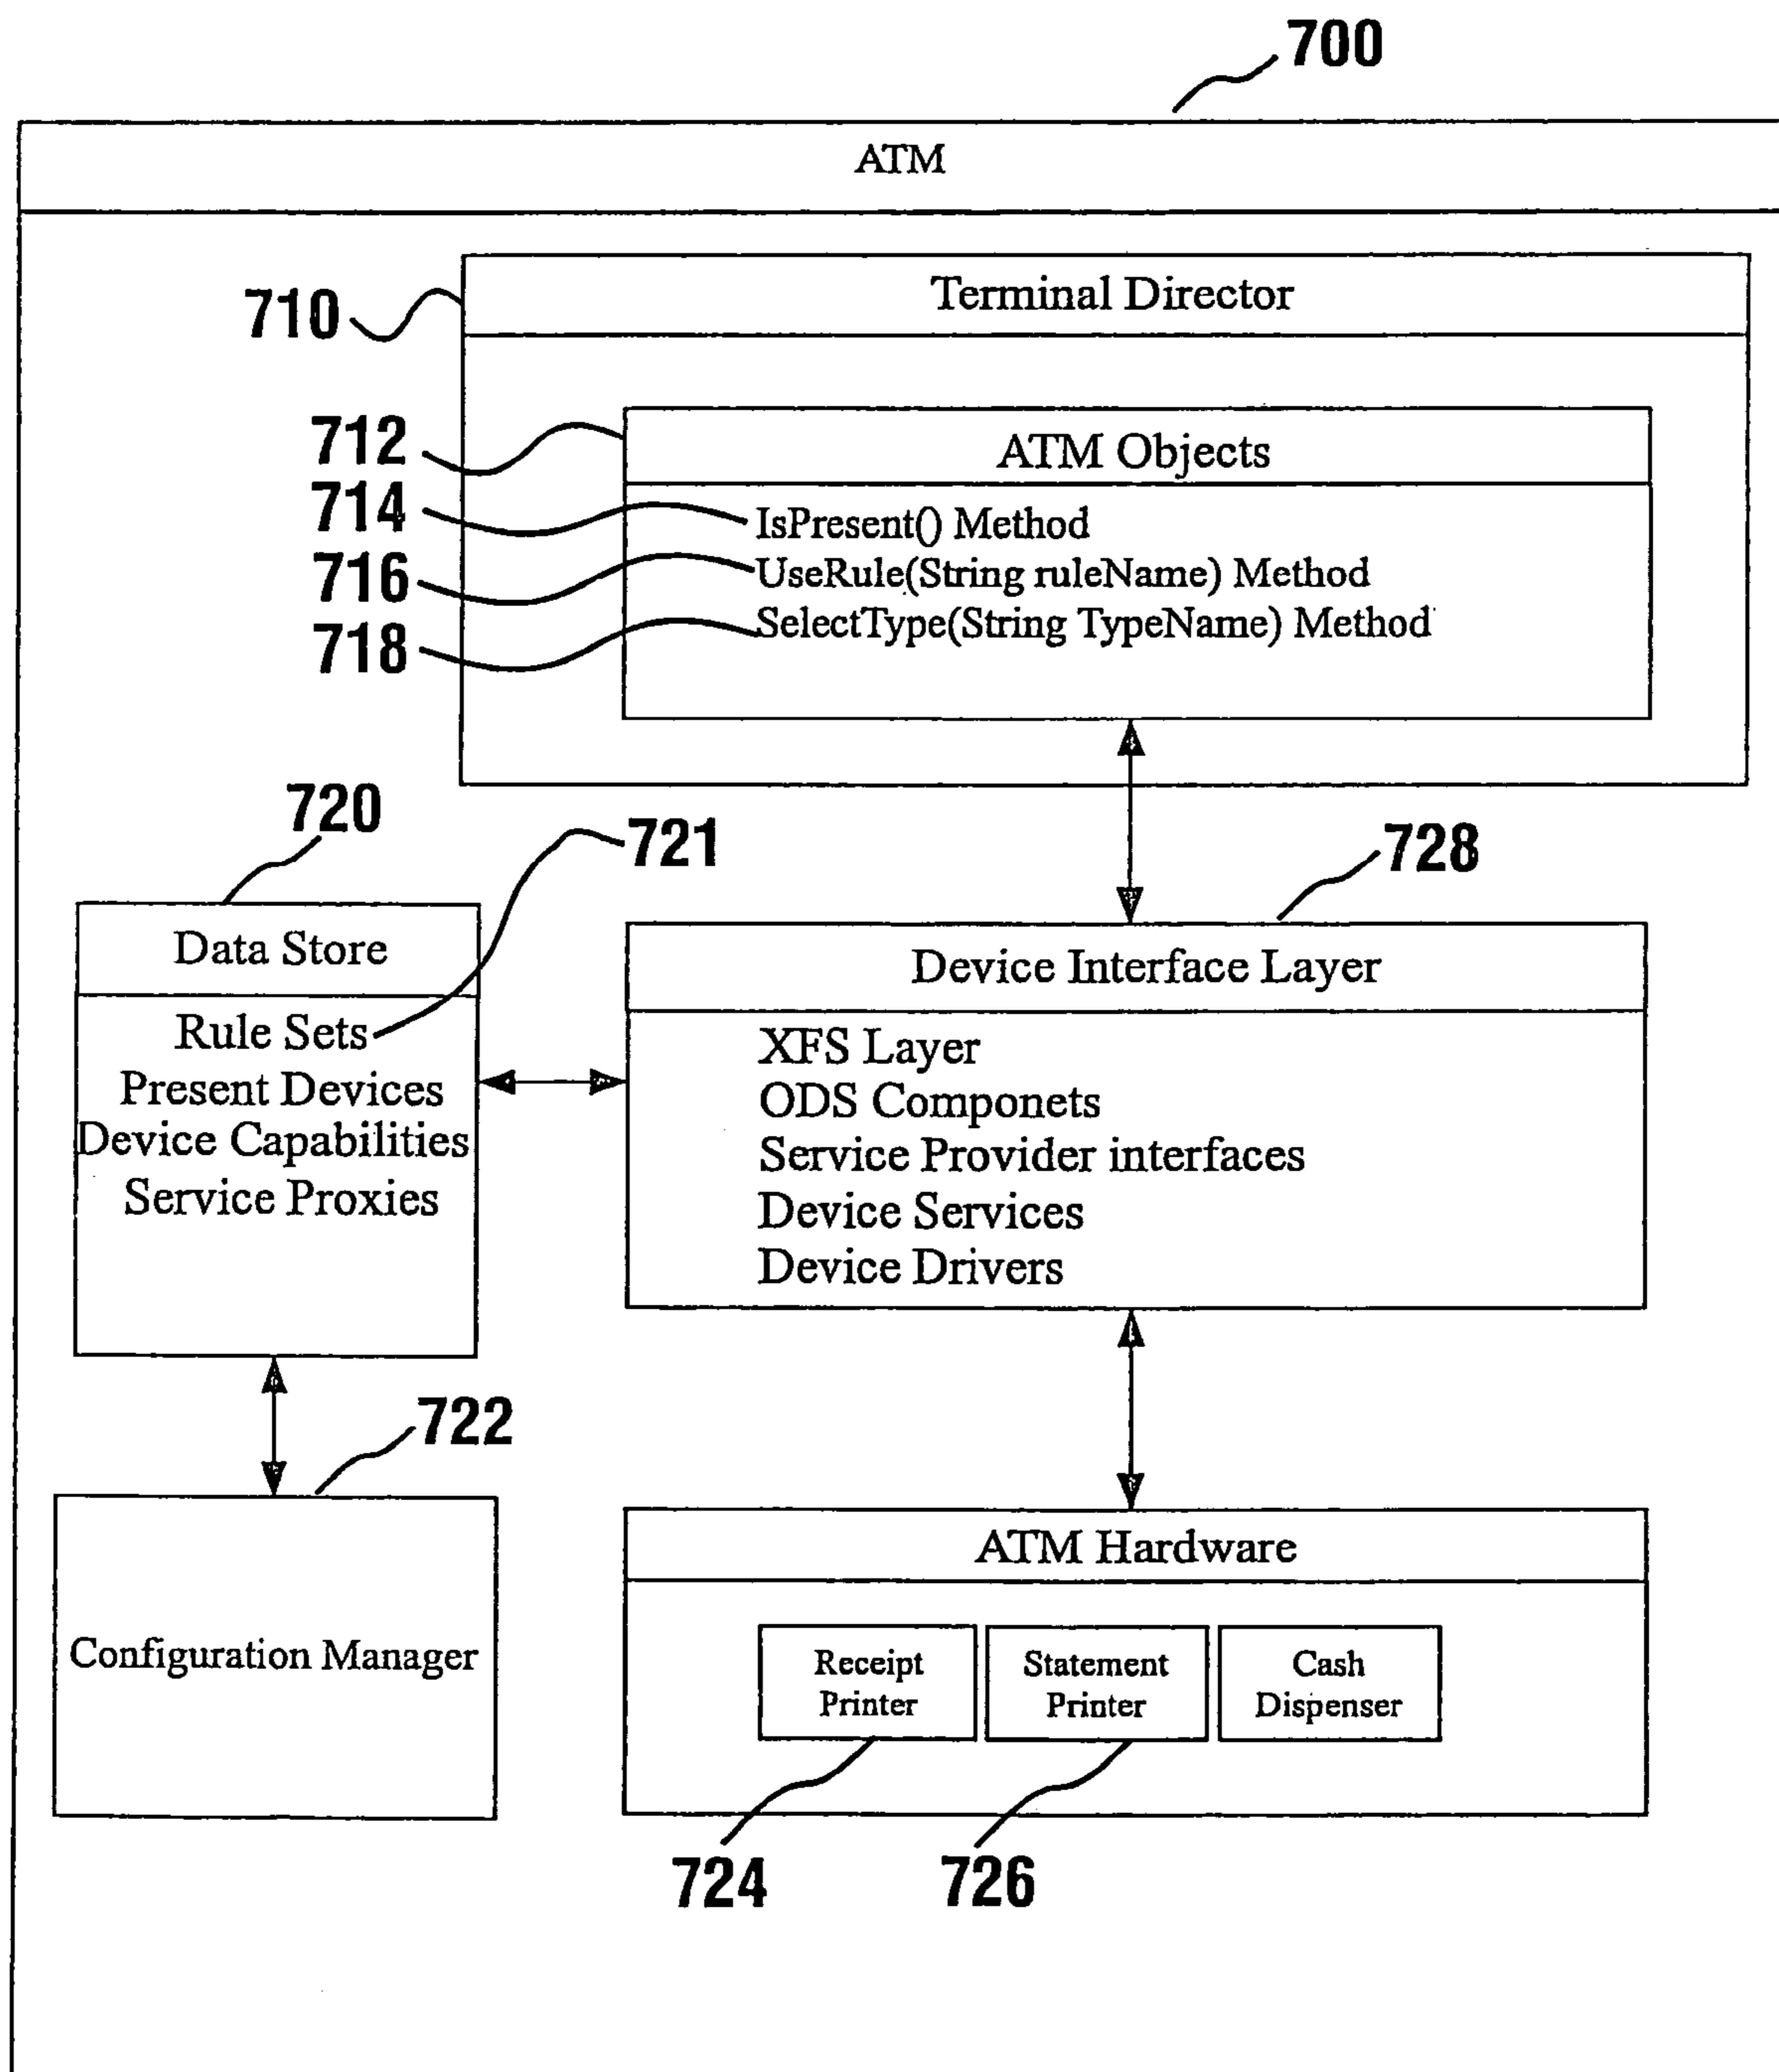 700
ATM
Terminal Director
710
ATM Objects
712
714
IsPresent() Method
716
UseRule(String ruleName) Method
718
SelectType(String TypeName) Method
720
721
728
Data Store
Rule Sets
Present Devices
Device Capabilities
Service Proxies
Device Interface Layer
XFS Layer
ODS Componets
Service Provider interfaces
Device Services
Device Drivers
722
Configuration Manager
ATM Hardware
Receipt
Printer
Statement
Printer
Cash
Dispenser
724
726